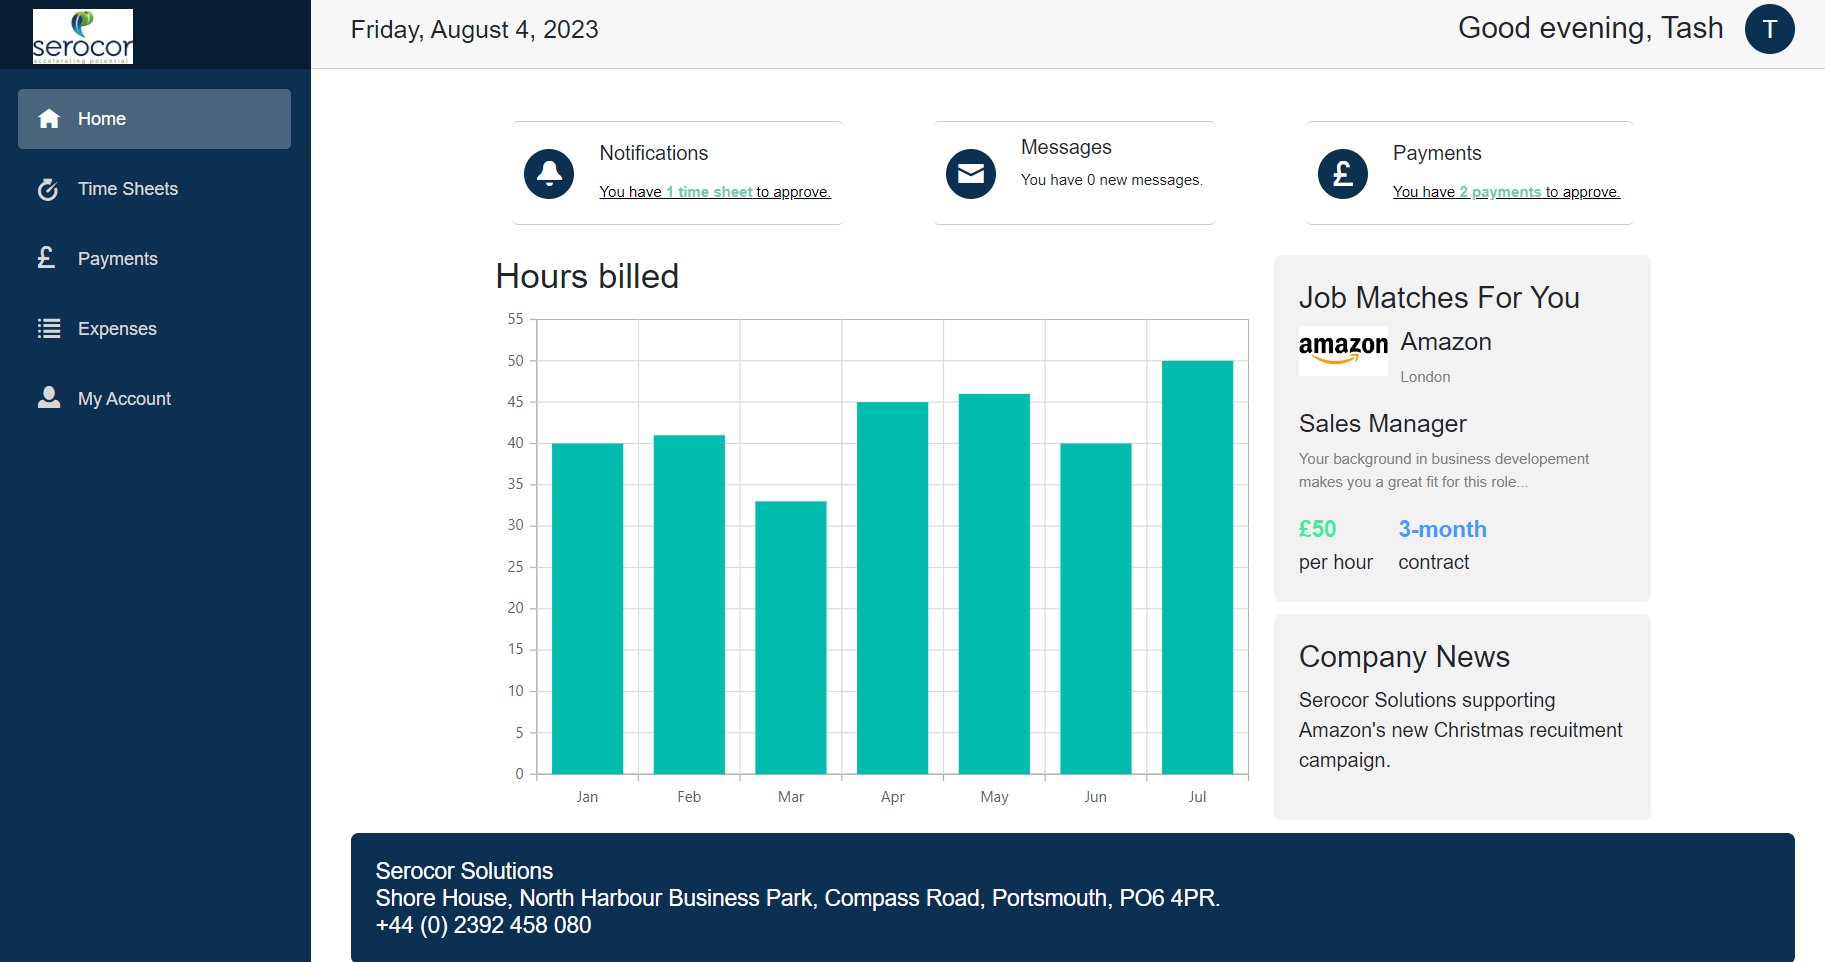 serocor
accelerating potential
Friday, August 4, 2023
Good evening, Tash
T
Home
Time Sheets
Payments
Expenses
My Account
Notifications
You have 1 time sheet to approve.
Messages
You have 0 new messages.
Payments
You have 2 payments to approve.
Hours billed
55
50
45
40
35
30
25
20
15
10
5
0
Jan
Feb
Mar
Apr
May
Jun
Jul
Job Matches For You
amazon
Amazon
London
Sales Manager
Your background in business developement
makes you a great fit for this role...
£50
per hour
3-month
contract
Company News
Serocor Solutions supporting
Amazon's new Christmas recuitment
campaign.
Serocor Solutions
Shore House, North Harbour Business Park, Compass Road, Portsmouth, PO6 4PR.
+44 (0) 2392 458 080